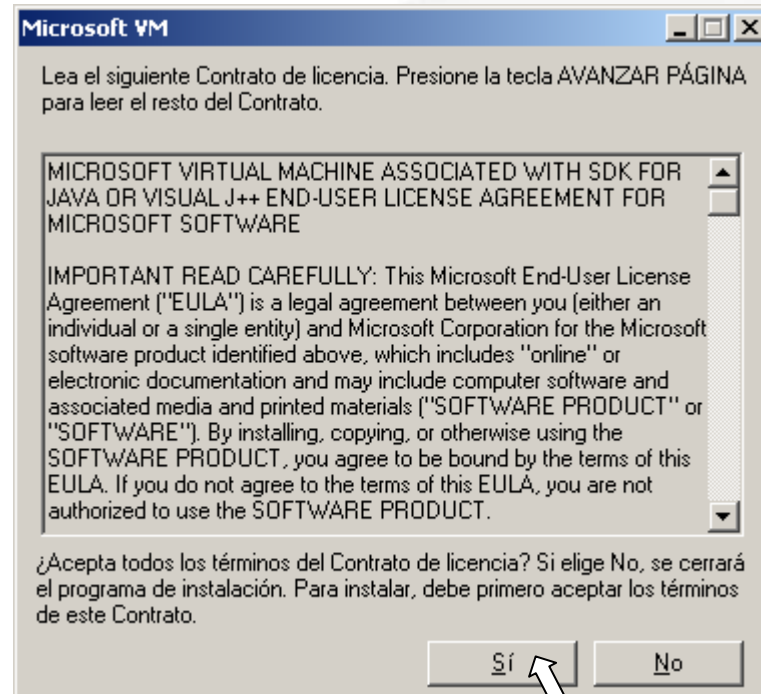 Microsoft VM
Lea el siguiente Contrato de licencia. Presione la tecla AVANZAR PÁGINA
para leer el resto del Contrato.
MICROSOFT VIRTUAL MACHINE ASSOCIATED WITH SDK FOR
JAVA OR VISUAL J++ END-USER LICENSE AGREEMENT FOR
MICROSOFT SOFTWARE
IMPORTANT READ CAREFULLY: This Microsoft End-User License
Agreement ("EULA") is a legal agreement between you (either an
individual or a single entity) and Microsoft Corporation for the Microsoft
software product identified above, which includes "online" or
electronic documentation and may include computer software and
associated media and printed materials ("SOFTWARE PRODUCT" or
"SOFTWARE"). By installing, copying, or otherwise using the
SOFTWARE PRODUCT, you agree to be bound by the terms of this
EULA. If you do not agree to the terms of this EULA, you are not
authorized to use the SOFTWARE PRODUCT.
¿Acepta todos los términos del Contrato de licencia? Si elige No, se cerrará
el programa de instalación. Para instalar, debe primero aceptar los términos
de este Contrato.
Sí No